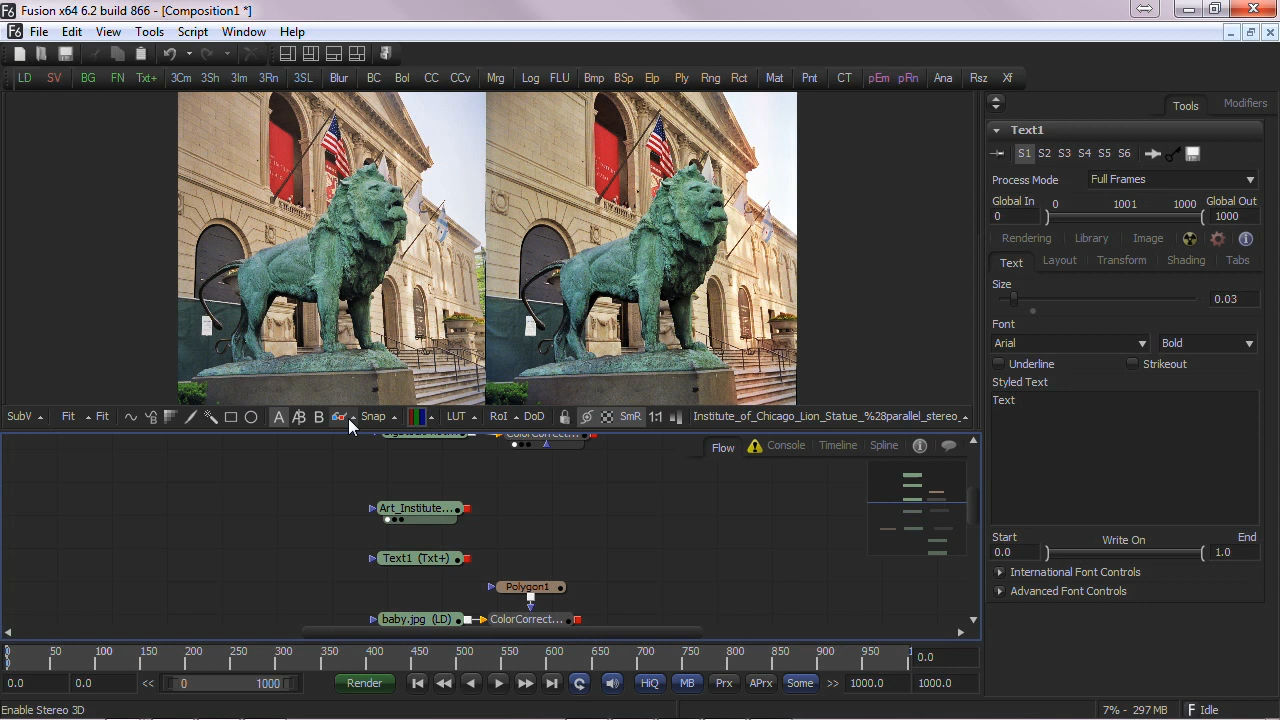 Fusion x64 6.2 build 866 - [Composition1 *]
File Edit View Tools Script Window Help
LD SV BG FN Txt+ 3Cm 3Sh 3Im 3Rn 3SL Blur BC Bol CC CCv Mrg Log FLU Bmp BSp Elp Ply Rng Rct Mat Pnt CT pEm pRn Ana Rsz Xf
Tools Modifiers
Text1
S1 S2 S3 S4 S5 S6
Process Mode Full Frames
Global In 0 1001 1000 Global Out
0 1000
Rendering Library Image
Text Layout Transform Shading Tabs
Size
0.03
Font
Arial Bold
Underline Strikeout
Styled Text
Text
Start Write On End
0.0 1.0
International Font Controls
Advanced Font Controls
SubV Fit Fit A B B Snap LUT RoI DoD SmR 1:1 Institute_of_Chicago_Lion_Statue_%28parallel_stereo
Flow Console Timeline Spline
ColorCorrect...
Art_Institute...
Text1 (Txt+)
Polygon1
baby.jpg (LD) ColorCorrect...
0 50 100 150 200 250 300 350 400 450 500 550 600 650 700 750 800 850 900 950 1 0.0
0.0 0.0 << 0 1000 Render HiQ MB Prx APrx Some >> 1000.0 1000.0
Enable Stereo 3D 7% - 297 MB Idle